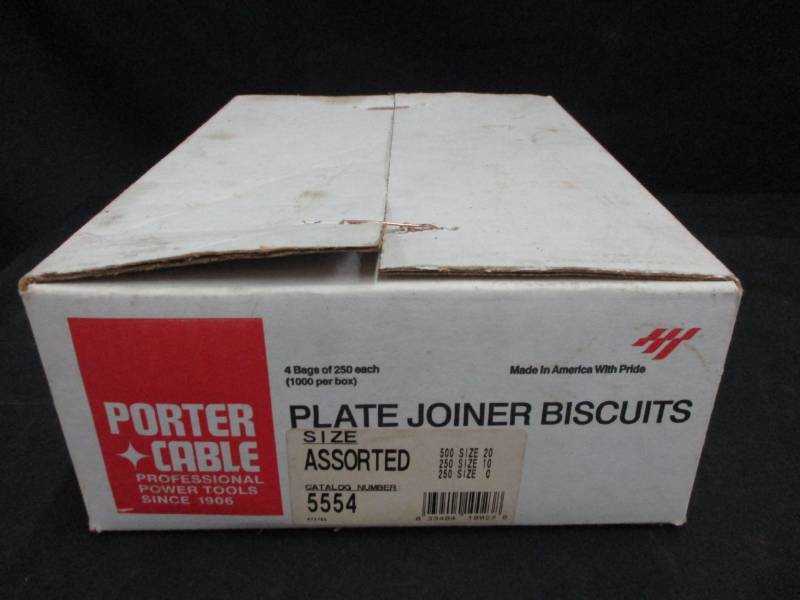 4 Bags of 250 each
(1000 per box)
Made In America With Pride
PLATE JOINER BISCUITS
PORTER
CABLE
PROFESSIONAL
POWER TOOLS
SINCE 1906
SIZE
ASSORTED
500 SIZE 20
250 SIZE 10
250 SIZE 0
CATALOG NUMBER:
5554